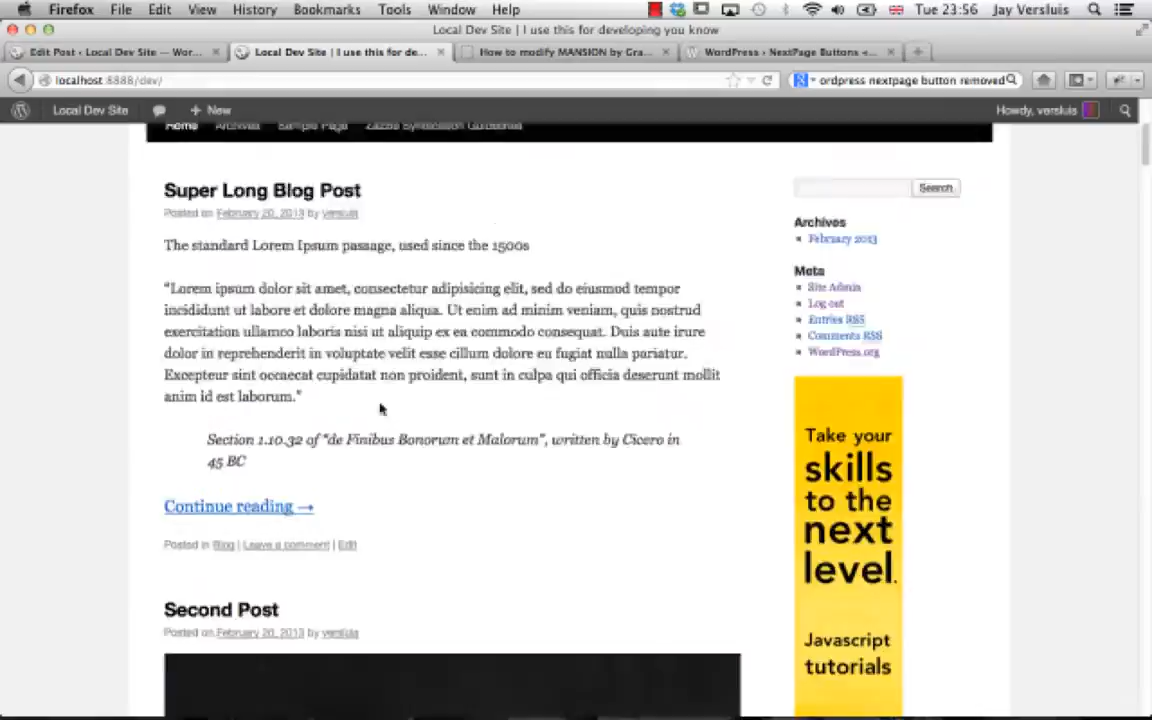 Firefox File Edit View History Bookmarks Tools Window Help Tue 23:56 Jay Versluis
Local Dev Site | I use this for developing you know
Edit Post ‹ Local Dev Site — Wor...
Local Dev Site | I use this for de...
How to modify MANSION by Gra...
WordPress › NextPage Buttons «...
localhost:8888/dev/
ordpress nextpage button removed
Local Dev Site + New Howdy, versluis
Home Archives Sample Page
Super Long Blog Post
Posted on February 20, 2013 by versluis
The standard Lorem Ipsum passage, used since the 1500s
"Lorem ipsum dolor sit amet, consectetur adipisicing elit, sed do eiusmod tempor
incididunt ut labore et dolore magna aliqua. Ut enim ad minim veniam, quis nostrud
exercitation ullamco laboris nisi ut aliquip ex ea commodo consequat. Duis aute irure
dolor in reprehenderit in voluptate velit esse cillum dolore eu fugiat nulla pariatur.
Excepteur sint occaecat cupidatat non proident, sunt in culpa qui officia deserunt mollit
anim id est laborum."
Section 1.10.32 of "de Finibus Bonorum et Malorum", written by Cicero in
45 BC
Continue reading →
Posted in Blog | Leave a comment | Edit
Second Post
Posted on February 20, 2013 by versluis
Search
Archives
February 2013
Meta
Site Admin
Log out
Entries RSS
Comments RSS
WordPress.org
Take your
skills
to the
next
level.
Javascript
tutorials